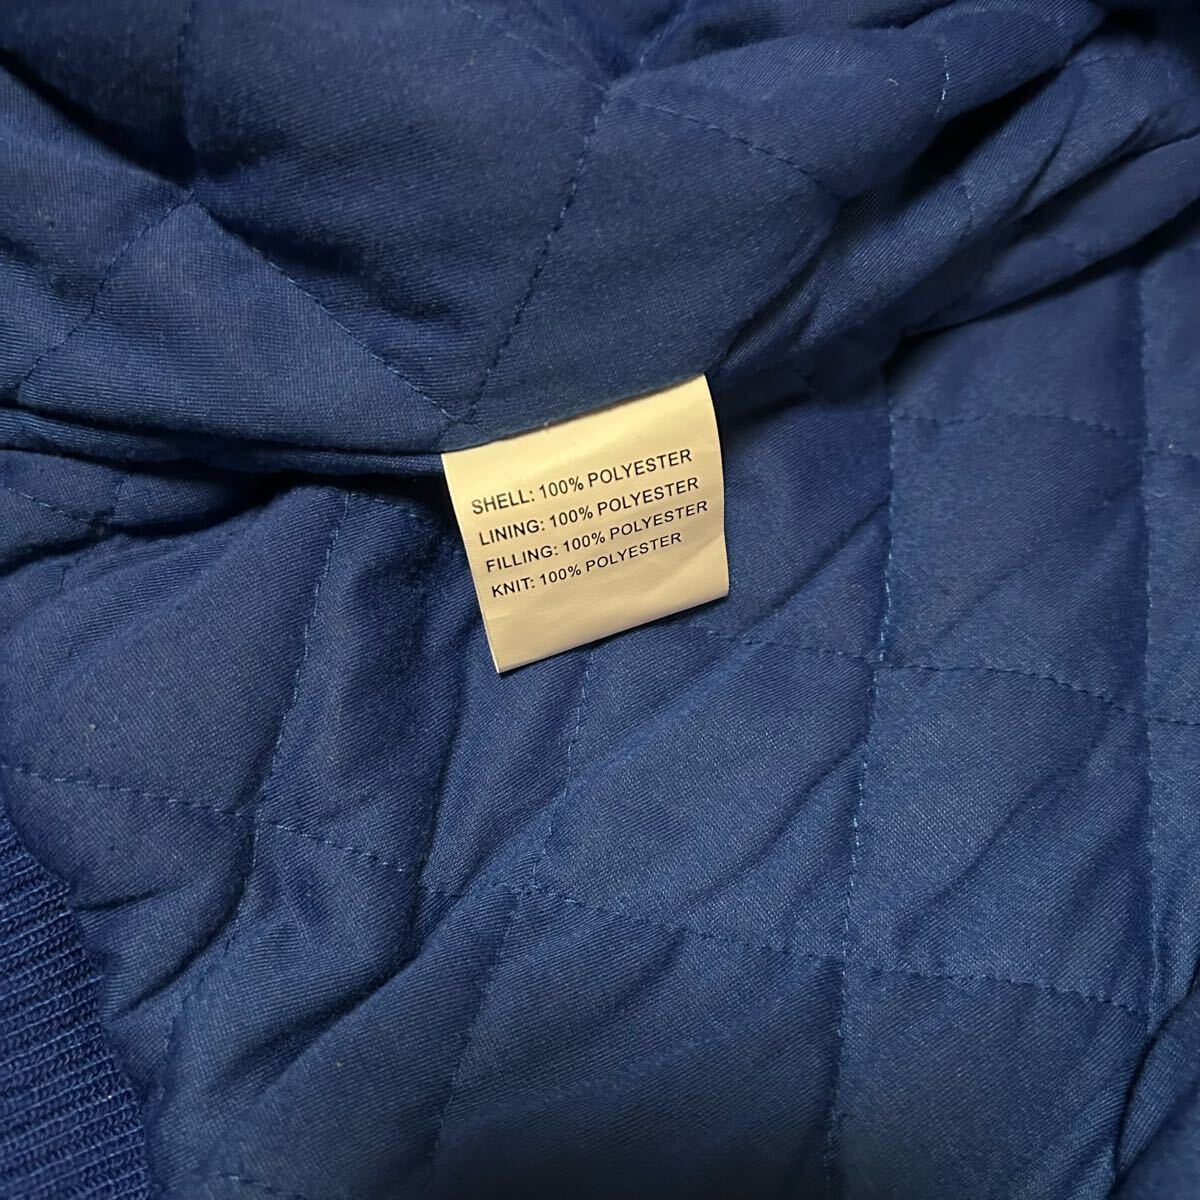 SHELL: 100% POLYESTER
LINING: 100% POLYESTER
FILLING: 100% POLYESTER
KNIT: 100% POLYESTER